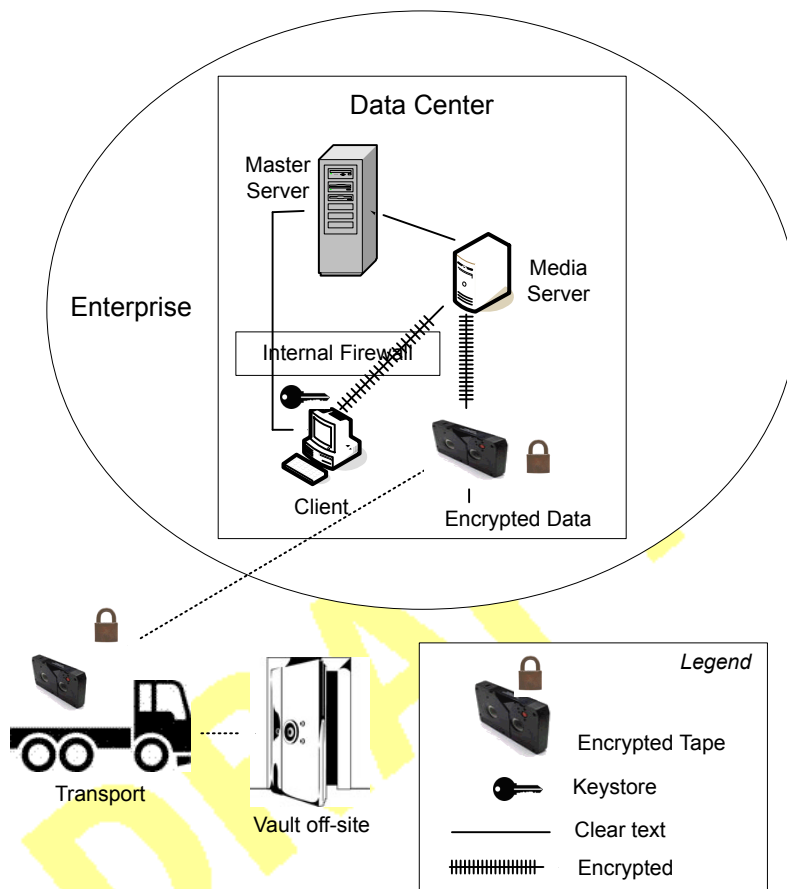 Data Center
Master
Server
Media
Server
Enterprise
Internal Firewall
Client
Encrypted Data
Transport
Vault off-site
Legend
Encrypted Tape
Keystore
Clear text
Encrypted
DRAFT